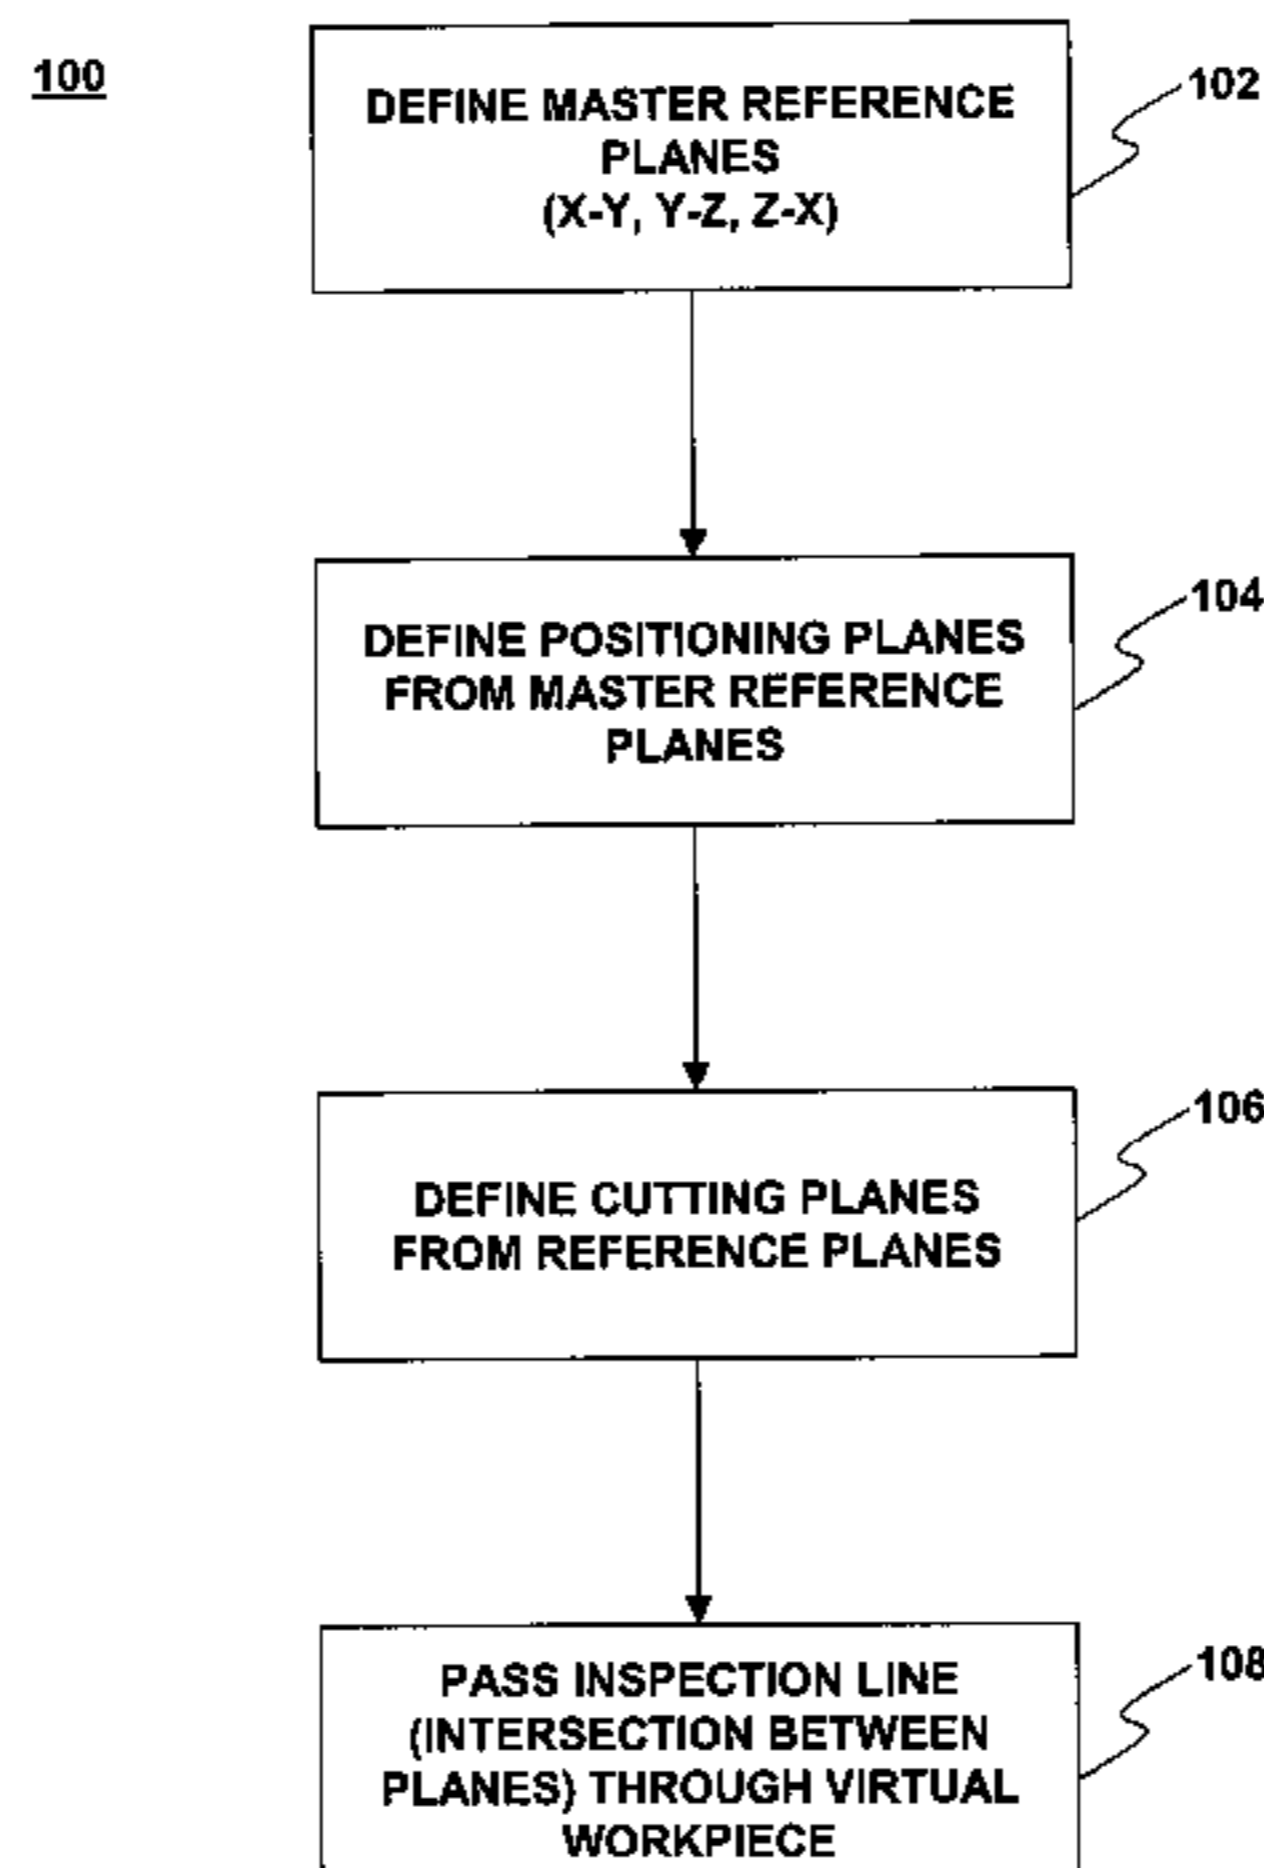 100
DEFINE MASTER REFERENCE
PLANES
(X-Y, Y-Z, Z-X)
102
DEFINE POSITIONING PLANES
FROM MASTER REFERENCE
PLANES
104
DEFINE CUTTING PLANES
FROM REFERENCE PLANES
106
PASS INSPECTION LINE
(INTERSECTION BETWEEN
PLANES) THROUGH VIRTUAL
WORKPIECE
108